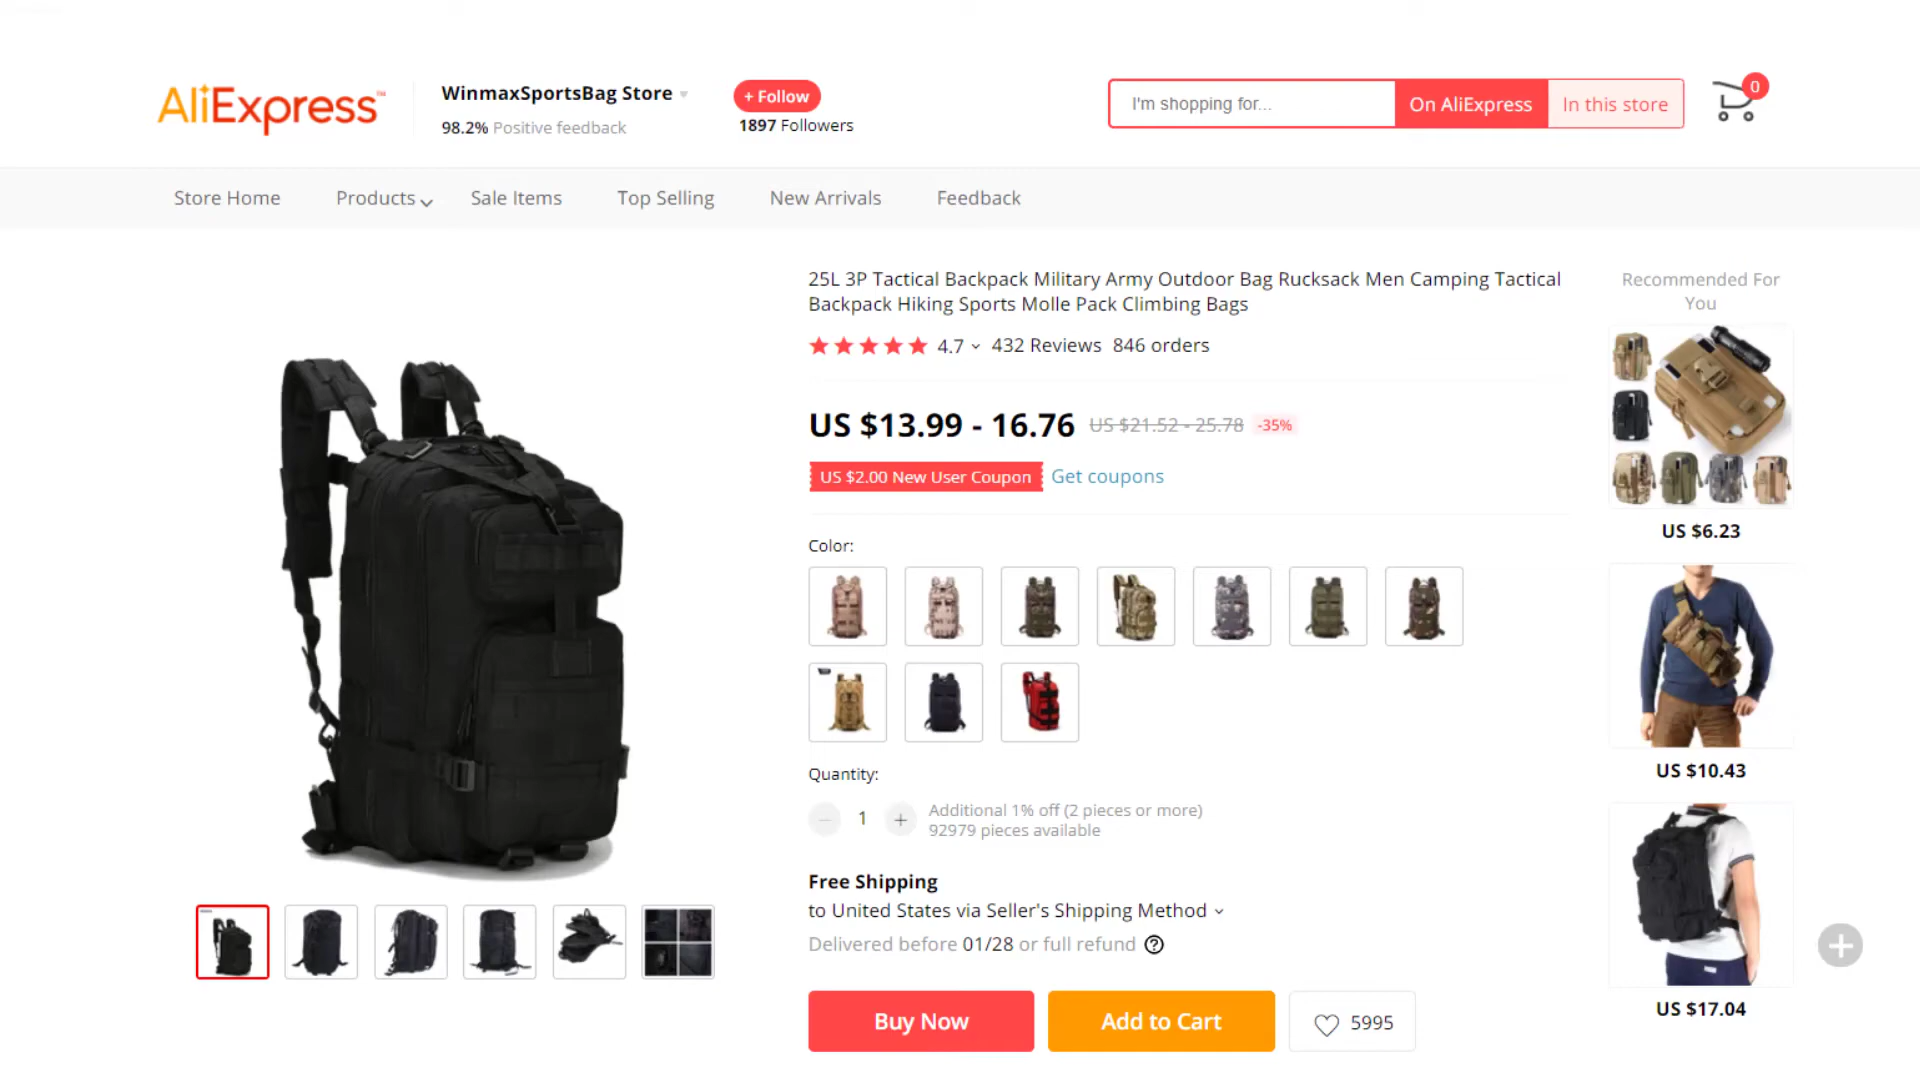 AliExpress™
WinmaxSportsBag Store
98.2% Positive feedback
+ Follow
1897 Followers
I'm shopping for...
On AliExpress
In this store
0
Store Home
Products
Sale Items
Top Selling
New Arrivals
Feedback
25L 3P Tactical Backpack Military Army Outdoor Bag Rucksack Men Camping Tactical
Backpack Hiking Sports Molle Pack Climbing Bags
4.7
432 Reviews
846 orders
US $13.99 - 16.76
US $21.52 - 25.78
-35%
US $2.00 New User Coupon
Get coupons
Color:
Quantity:
1
Additional 1% off (2 pieces or more)
92979 pieces available
Free Shipping
to United States via Seller's Shipping Method
Delivered before 01/28 or full refund
Buy Now
Add to Cart
5995
Recommended For
You
US $6.23
US $10.43
US $17.04